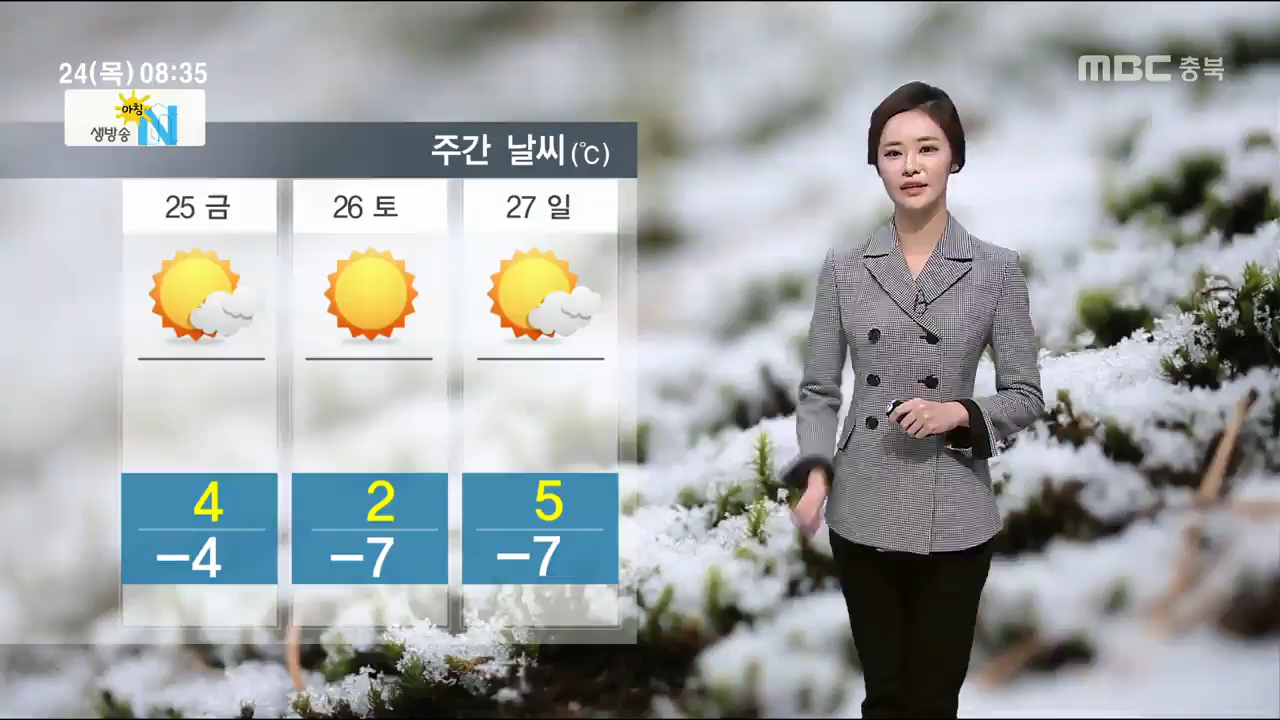 24(목) 08:35
MBC 충북
아침
생방송 N
주간 날씨(℃)
25 금 26 토 27 일
4 2 5
-4 -7 -7